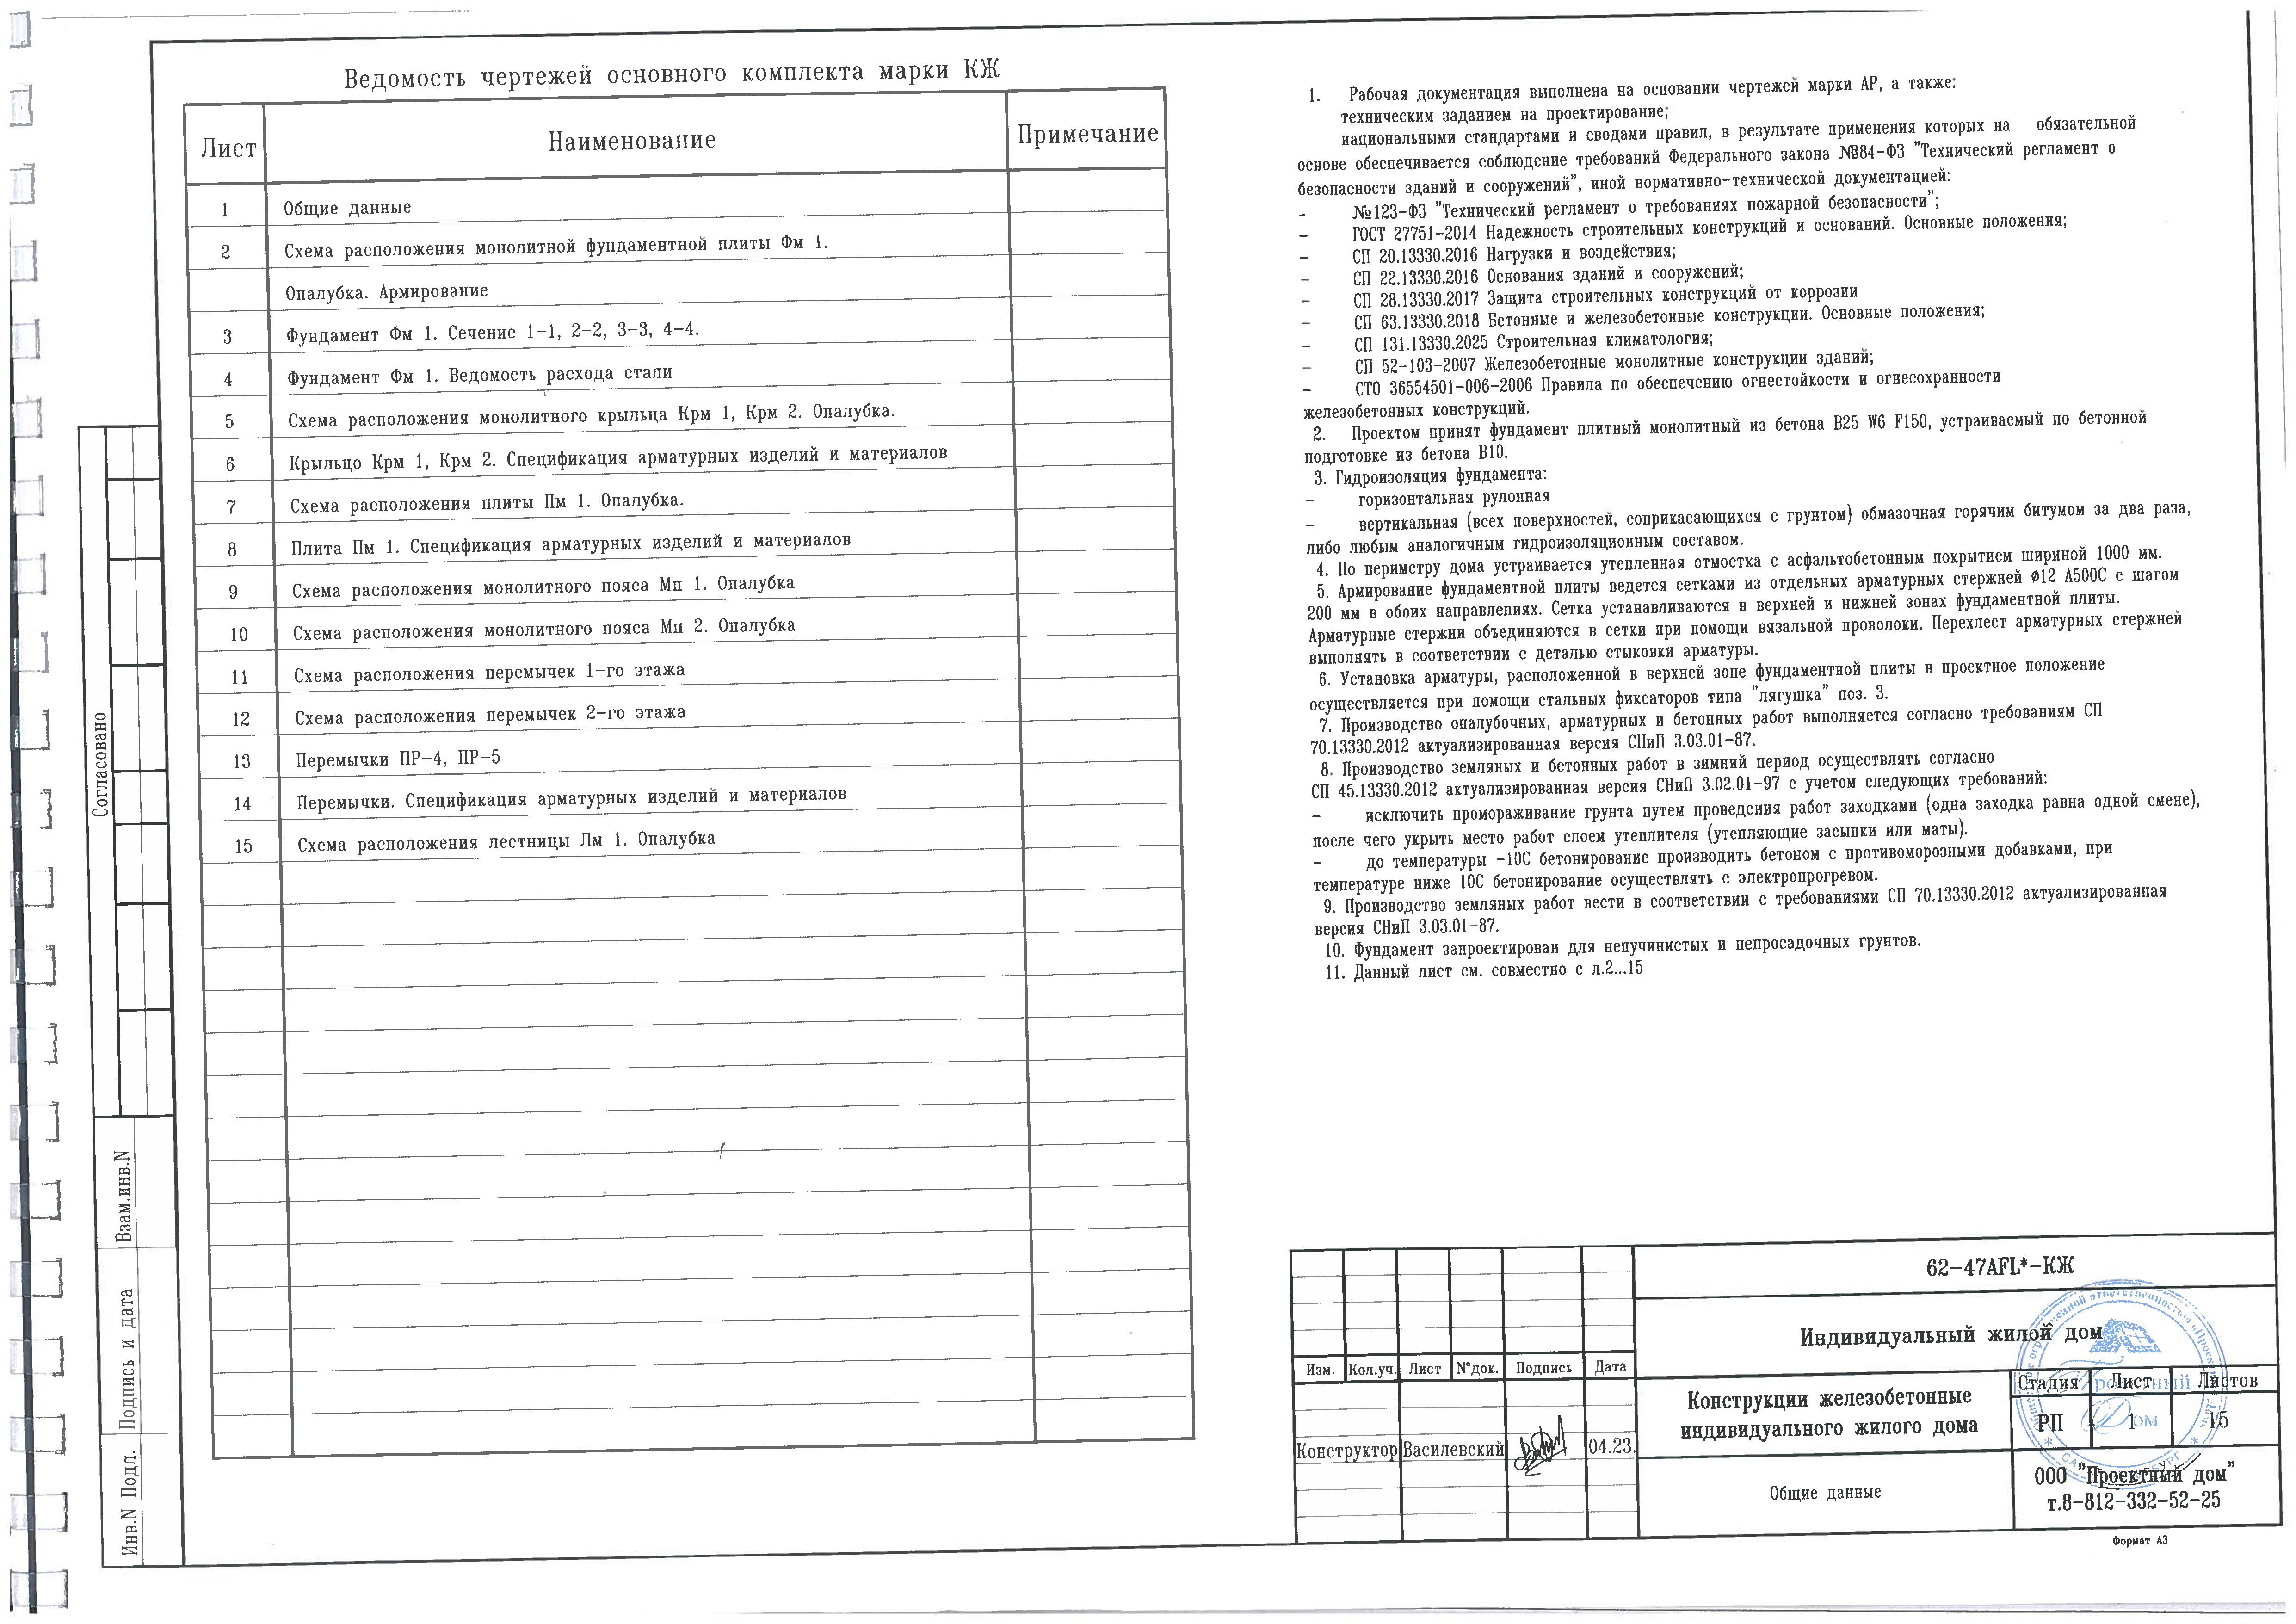 Ведомость чертежей основного комплекта марки КЖ
Лист Наименование Примечание
1 Общие данные
2 Схема расположения монолитной фундаментной плиты Фм 1.
Опалубка. Армирование
3 Фундамент Фм 1. Сечение 1-1, 2-2, 3-3, 4-4.
4 Фундамент Фм 1. Ведомость расхода стали
5 Схема расположения монолитного крыльца Крм 1, Крм 2. Опалубка.
6 Крыльцо Крм 1, Крм 2. Спецификация арматурных изделий и материалов
7 Схема расположения плиты Пм 1. Опалубка.
8 Плита Пм 1. Спецификация арматурных изделий и материалов
9 Схема расположения монолитного пояса Мп 1. Опалубка
10 Схема расположения монолитного пояса Мп 2. Опалубка
11 Схема расположения перемычек 1-го этажа
12 Схема расположения перемычек 2-го этажа
13 Перемычки ПР-4, ПР-5
14 Перемычки. Спецификация арматурных изделий и материалов
15 Схема расположения лестницы Лм 1. Опалубка
Согласовано
Взам.инв.N
Подпись и дата
Инв.N Подл.
1. Рабочая документация выполнена на основании чертежей марки АР, а также:
техническим заданием на проектирование;
национальными стандартами и сводами правил, в результате применения которых на обязательной
основе обеспечивается соблюдение требований Федерального закона №384-ФЗ "Технический регламент о
безопасности зданий и сооружений", иной нормативно-технической документацией:
- №123-ФЗ "Технический регламент о требованиях пожарной безопасности";
- ГОСТ 27751-2014 Надежность строительных конструкций и оснований. Основные положения;
- СП 20.13330.2016 Нагрузки и воздействия;
- СП 22.13330.2016 Основания зданий и сооружений;
- СП 28.13330.2017 Защита строительных конструкций от коррозии
- СП 63.13330.2018 Бетонные и железобетонные конструкции. Основные положения;
- СП 131.13330.2025 Строительная климатология;
- СП 52-103-2007 Железобетонные монолитные конструкции зданий;
- СТО 36554501-006-2006 Правила по обеспечению огнестойкости и огнесохранности
железобетонных конструкций.
2. Проектом принят фундамент плитный монолитный из бетона В25 W6 F150, устраиваемый по бетонной
подготовке из бетона В10.
3. Гидроизоляция фундамента:
- горизонтальная рулонная
- вертикальная (всех поверхностей, соприкасающихся с грунтом) обмазочная горячим битумом за два раза,
либо любым аналогичным гидроизоляционным составом.
4. По периметру дома устраивается утепленная отмостка с асфальтобетонным покрытием шириной 1000 мм.
5. Армирование фундаментной плиты ведется сетками из отдельных арматурных стержней ø12 А500С с шагом
200 мм в обоих направлениях. Сетка устанавливаются в верхней и нижней зонах фундаментной плиты.
Арматурные стержни объединяются в сетки при помощи вязальной проволоки. Перехлест арматурных стержней
выполнять в соответствии с деталью стыковки арматуры.
6. Установка арматуры, расположенной в верхней зоне фундаментной плиты в проектное положение
осуществляется при помощи стальных фиксаторов типа "лягушка" поз. 3.
7. Производство опалубочных, арматурных и бетонных работ выполняется согласно требованиям СП
70.13330.2012 актуализированная версия СНиП 3.03.01-87.
8. Производство земляных и бетонных работ в зимний период осуществлять согласно
СП 45.13330.2012 актуализированная версия СНиП 3.02.01-97 с учетом следующих требований:
- исключить промораживание грунта путем проведения работ заходками (одна заходка равна одной смене),
после чего укрыть место работ слоем утеплителя (утепляющие засыпки или маты).
- до температуры -10С бетонирование производить бетоном с противоморозными добавками, при
температуре ниже 10С бетонирование осуществлять с электропрогревом.
9. Производство земляных работ вести в соответствии с требованиями СП 70.13330.2012 актуализированная
версия СНиП 3.03.01-87.
10. Фундамент запроектирован для непучинистых и непросадочных грунтов.
11. Данный лист см. совместно с л.2...15
62-47AFL*-КЖ
Индивидуальный жилой дом
Изм. Кол.уч. Лист N°док. Подпись Дата
Конструкции железобетонные
индивидуального жилого дома
Стадия Лист Листов
РП 1 15
Конструктор Василевский 04.23.
Общие данные
ООО "Проектный дом"
т.8-812-332-52-25
Формат А3